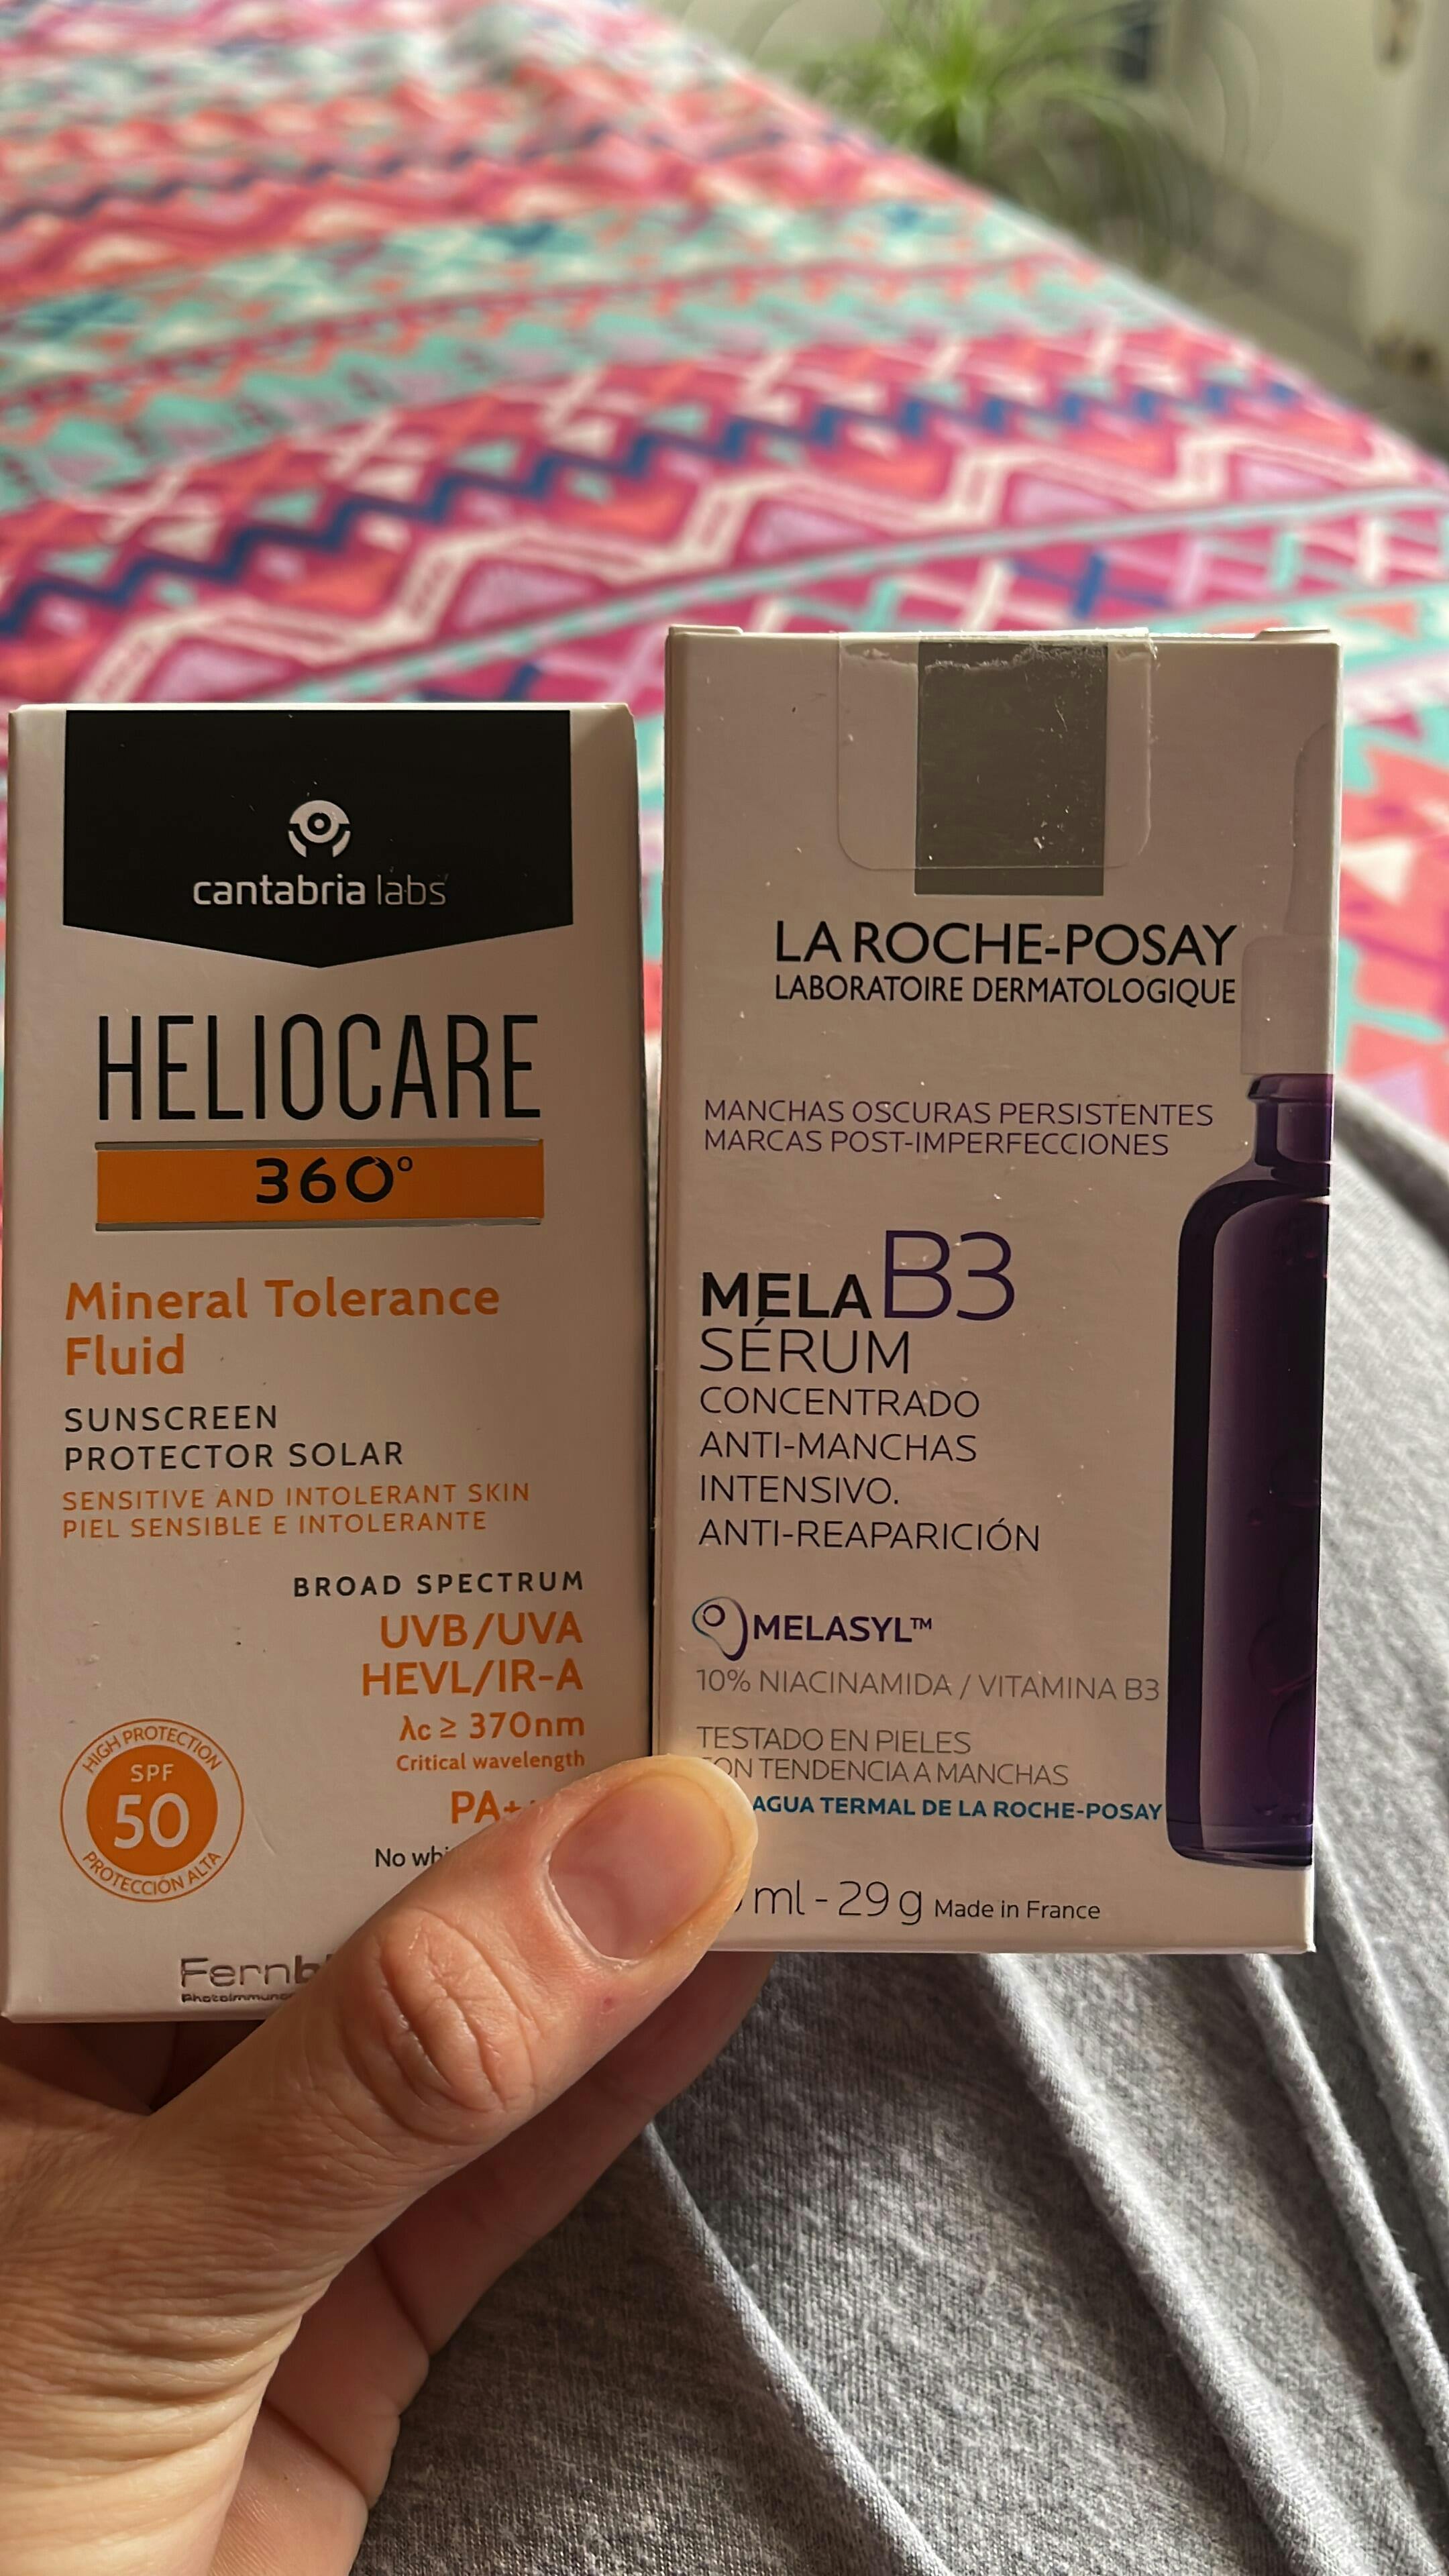 cantabria labs
HELIOCARE
360°
Mineral Tolerance
Fluid
SUNSCREEN
PROTECTOR SOLAR
SENSITIVE AND INTOLERANT SKIN
PIEL SENSIBLE E INTOLERANTE
BROAD SPECTRUM
UVB/UVA
HEVL/IR-A
λc ≥ 370nm
Critical wavelength
PA+
No
HIGH PROTECTION
SPF
50
PROTECCIÓN ALTA
LA ROCHE-POSAY
LABORATOIRE DERMATOLOGIQUE
MANCHAS OSCURAS PERSISTENTES
MARCAS POST-IMPERFECCIONES
MELA B3
SÉRUM
CONCENTRADO
ANTI-MANCHAS
INTENSIVO.
ANTI-REAPARICIÓN
MELASYL™
10% NIACINAMIDA / VITAMINA B3
TESTADO EN PIELES
TENDENCIA A MANCHAS
AGUA TERMAL DE LA ROCHE-POSAY
ml - 29 g Made in France